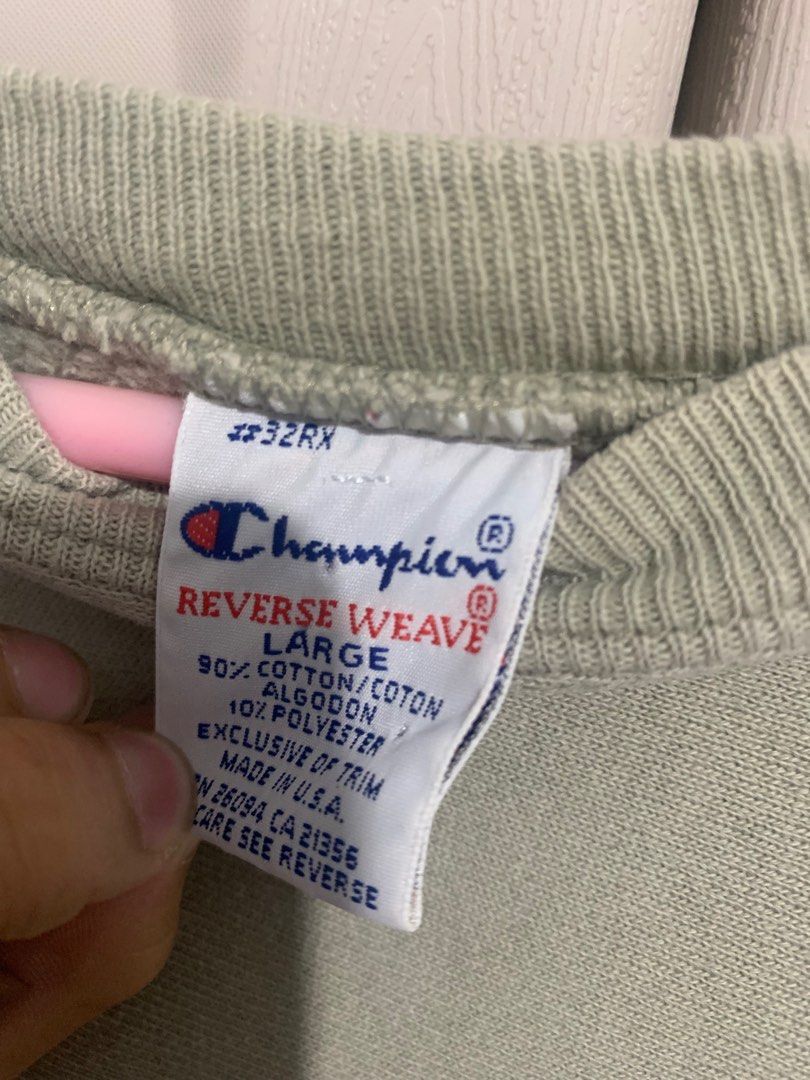 #32RX
Champion®
REVERSE WEAVE®
LARGE
90% COTTON/COTON
ALGODON
10% POLYESTER
EXCLUSIVE OF TRIM
MADE IN U.S.A.
RN 26094 CA 21356
CARE SEE REVERSE